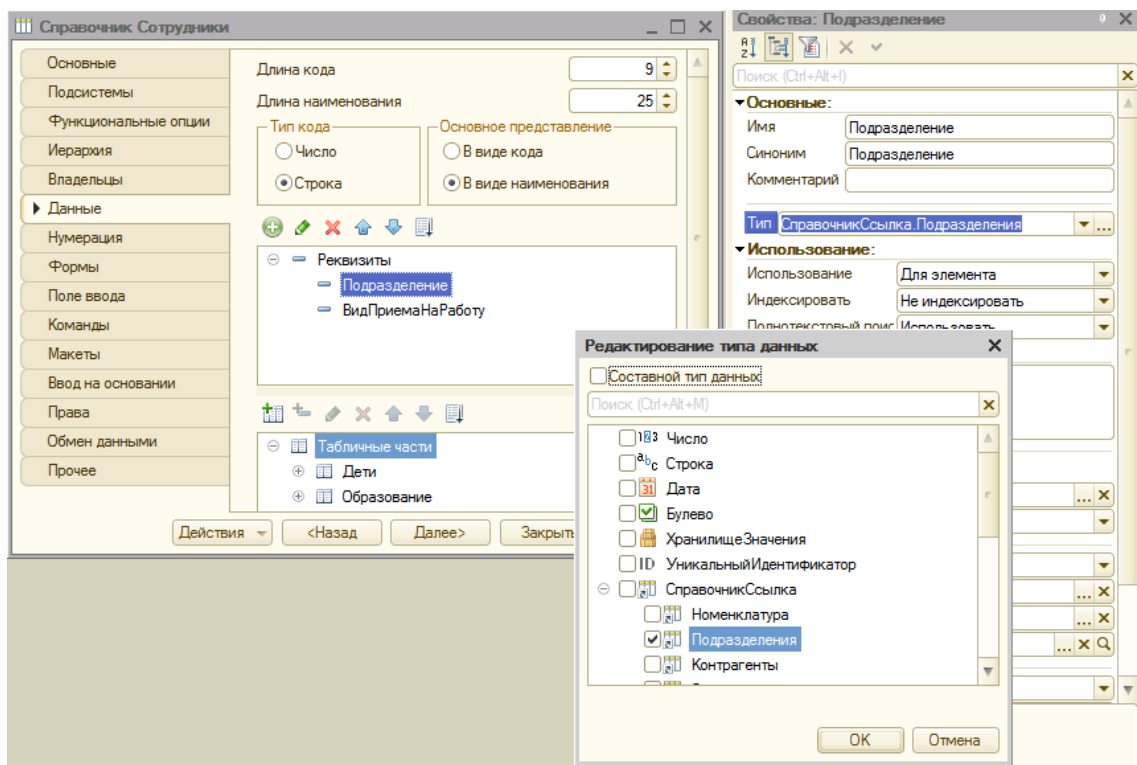 Справочник Сотрудники
Основные
Подсистемы
Функциональные опции
Иерархия
Владельцы
Данные
Нумерация
Формы
Поле ввода
Команды
Макеты
Ввод на основании
Права
Обмен данными
Прочее
Длина кода 9
Длина наименования 25
Тип кода
Число
Строка
Основное представление
В виде кода
В виде наименования
Реквизиты
Подразделение
ВидПриемаНаРаботу
Табличные части
Дети
Образование
Действия <Назад Далее> Закрыть
Свойства: Подразделение
Поиск (Ctrl+Alt+I)
Основные:
Имя Подразделение
Синоним Подразделение
Комментарий
Тип СправочникСсылка.Подразделения
Использование:
Использование Для элемента
Индексировать Не индексировать
Полнотекстовый поис Использовать
Редактирование типа данных
Составной тип данных
Поиск (Ctrl+Alt+M)
Число
Строка
Дата
Булево
ХранилищеЗначения
ID УникальныйИдентификатор
СправочникСсылка
Номенклатура
Подразделения
Контрагенты
OK Отмена